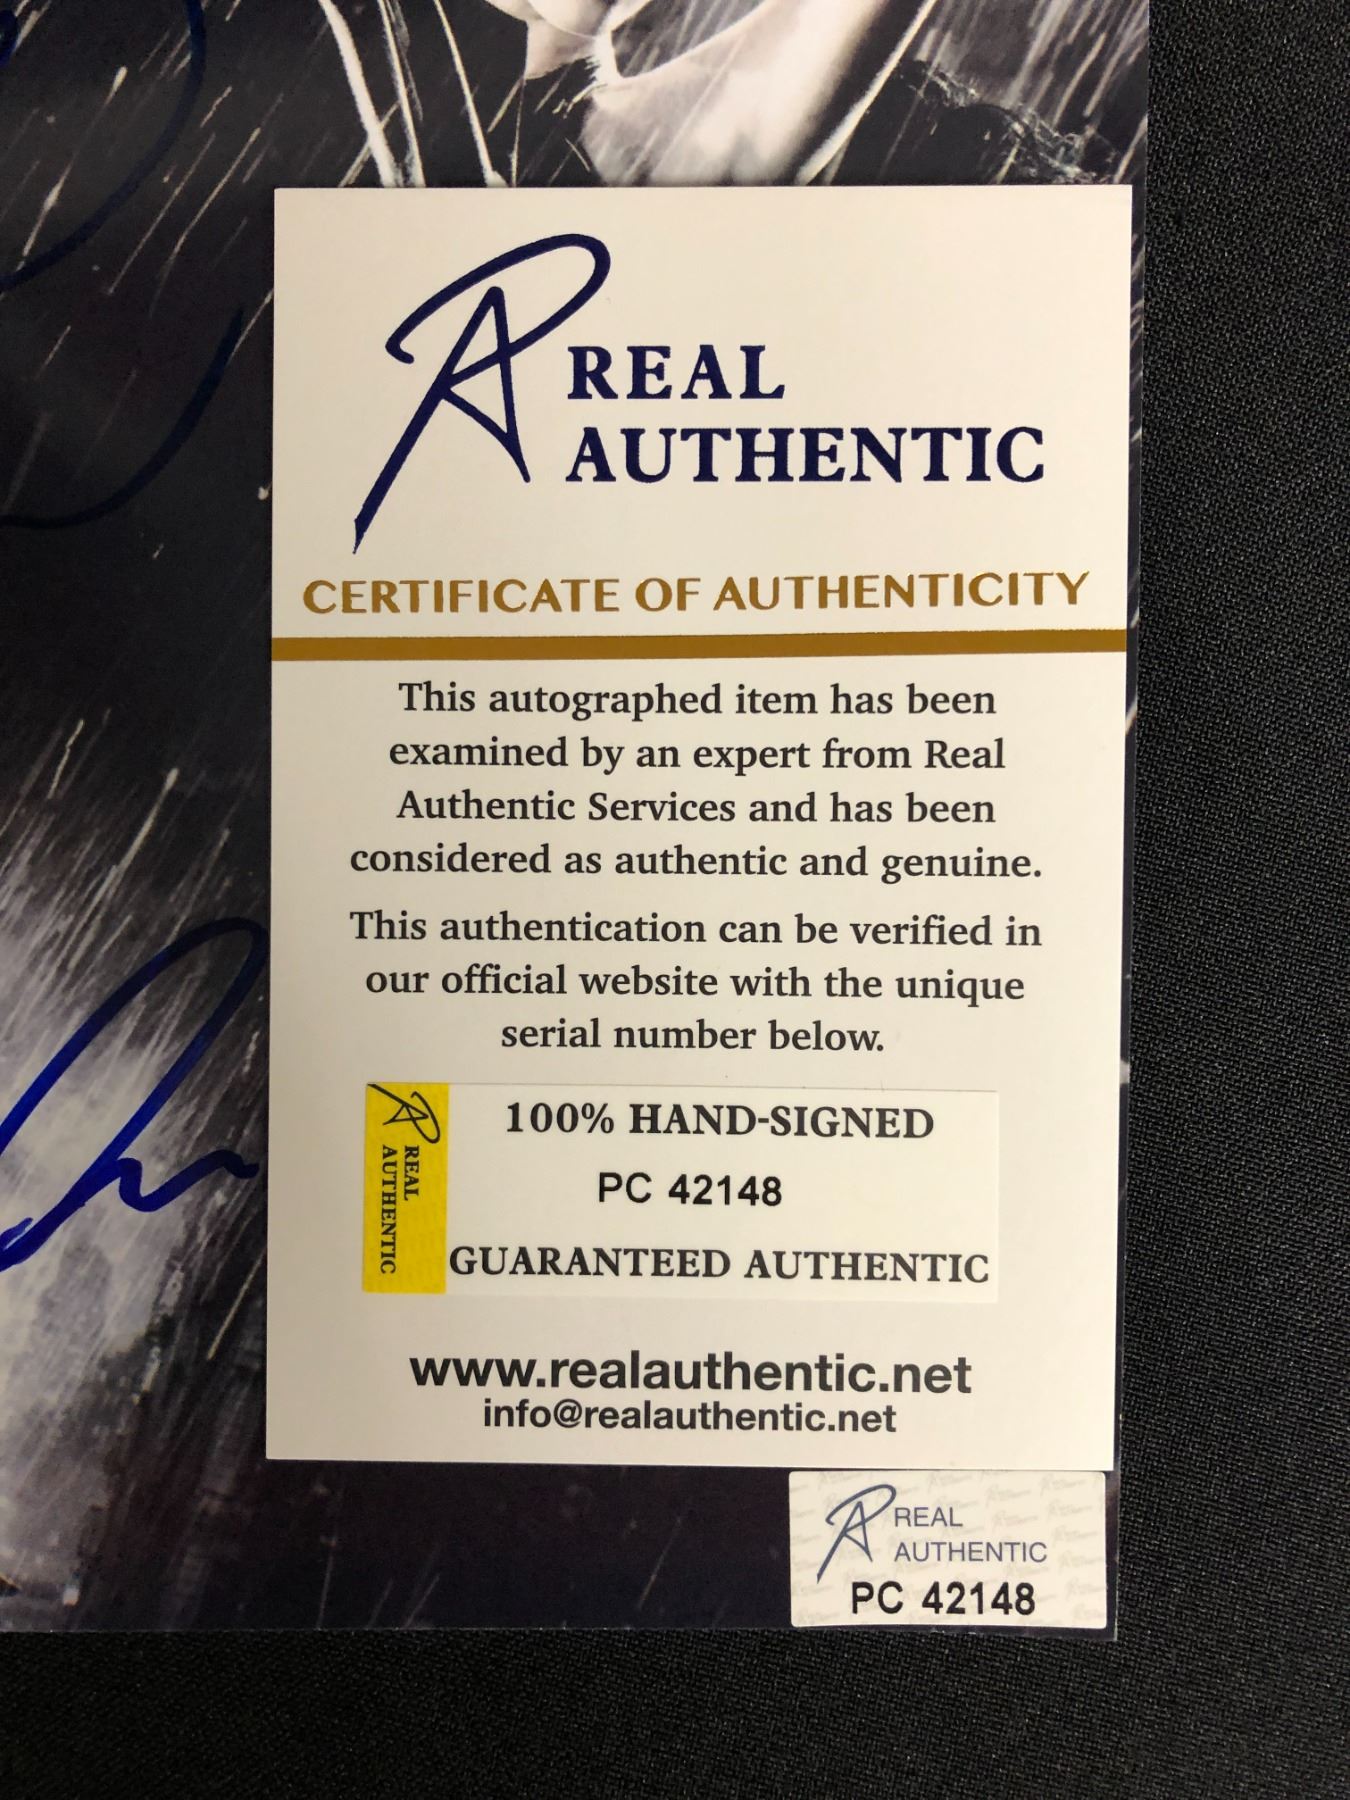 REAL
AUTHENTIC
CERTIFICATE OF AUTHENTICITY
This autographed item has been
examined by an expert from Real
Authentic Services and has been
considered as authentic and genuine.
This authentication can be verified in
our official website with the unique
serial number below.
REAL
AUTHENTIC
100% HAND-SIGNED
PC 42148
GUARANTEED AUTHENTIC
www.realauthentic.net
info@realauthentic.net
REAL
AUTHENTIC
PC 42148